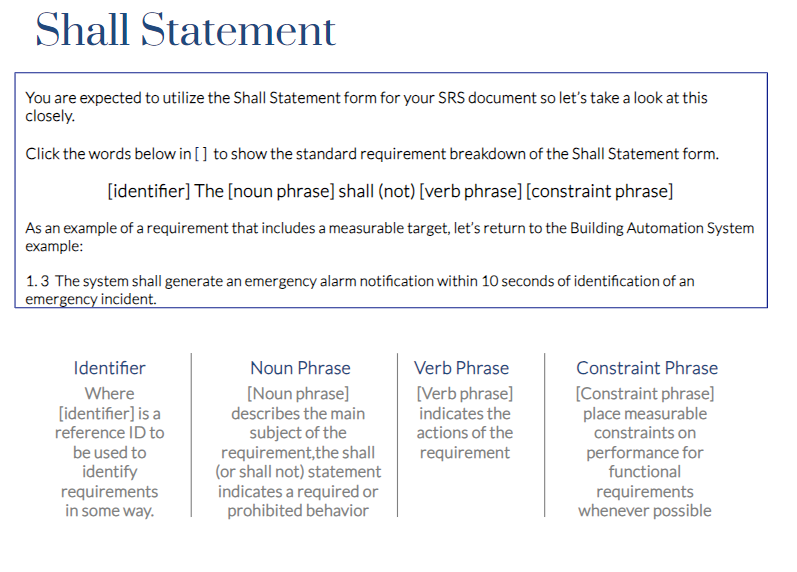 Shall Statement
You are expected to utilize the Shall Statement form for your SRS document so let's take a look at this
closely.
Click the words below in [ ] to show the standard requirement breakdown of the Shall Statement form.
[identifier] The [noun phrase] shall (not) [verb phrase] [constraint phrase]
As an example of a requirement that includes a measurable target, let's return to the Building Automation System
example:
1. 3 The system shall generate an emergency alarm notification within 10 seconds of identification of an
emergency incident.
Identifier
Where
[identifier] is a
reference ID to
be used to
identify
requirements
in some way.
Noun Phrase
[Noun phrase]
describes the main
subject of the
requirement,the shall
(or shall not) statement
indicates a required or
prohibited behavior
Verb Phrase
[Verb phrase]
indicates the
actions of the
requirement
Constraint Phrase
[Constraint phrase]
place measurable
constraints on
performance for
functional
requirements
whenever possible